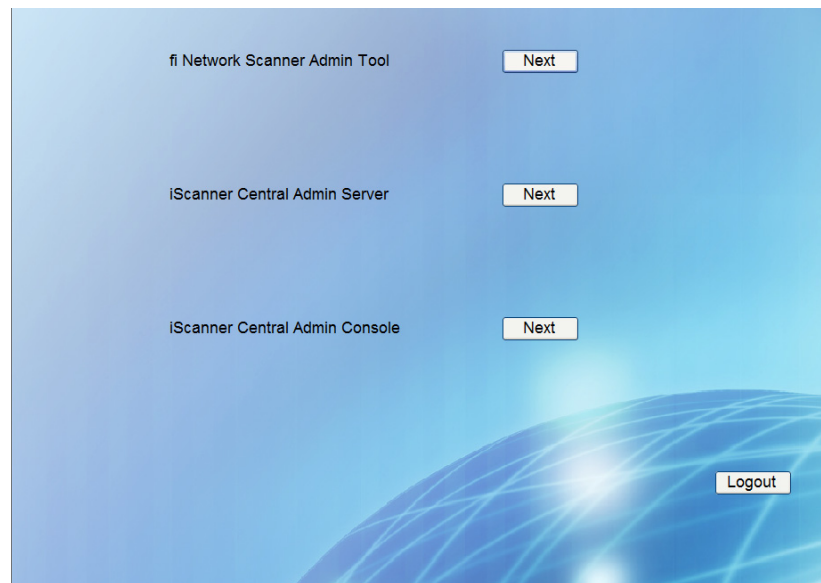 fi Network Scanner Admin Tool Next
iScanner Central Admin Server Next
iScanner Central Admin Console Next
Logout